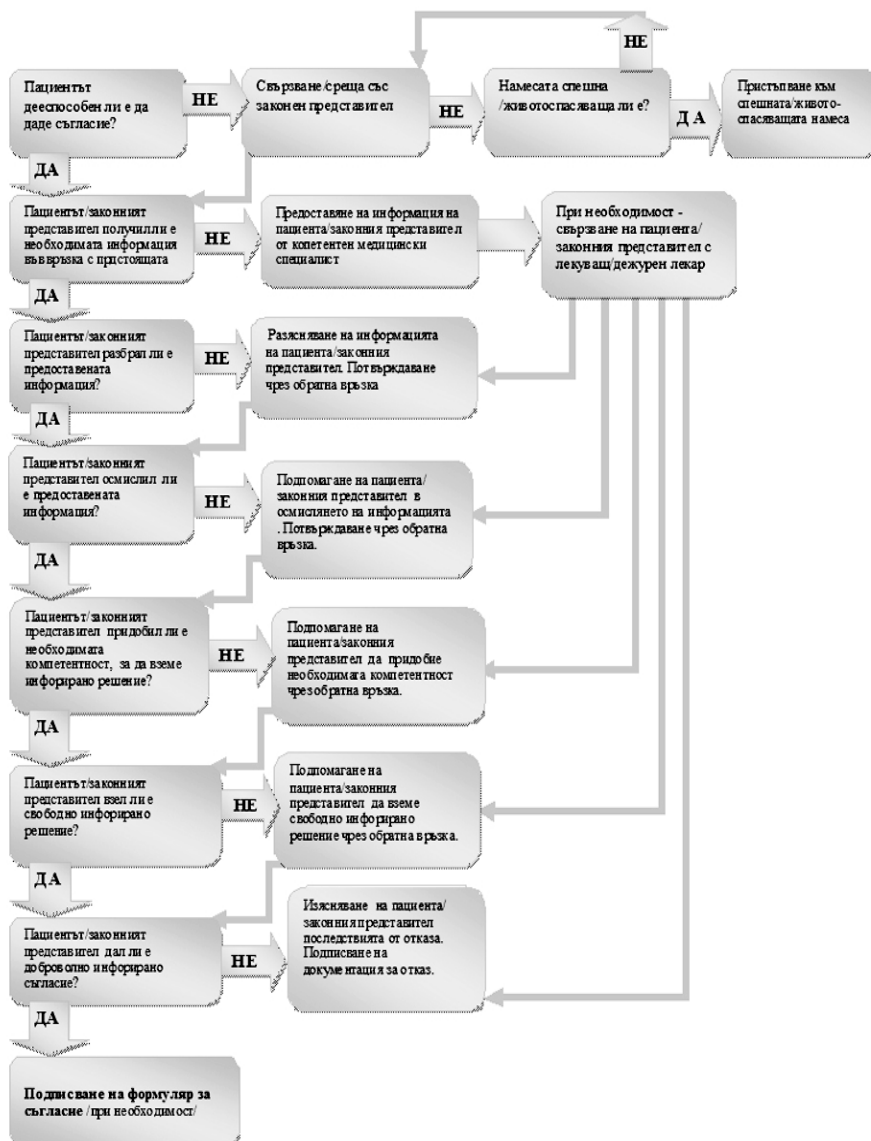 НЕ
Пациентът
дееспособен ли е да
даде съгласие?
НЕ
Свързване/среща със
законен представител
НЕ
Намесата спешна
/животоспасяваща ли е?
Д А
Пристъпване към
спешната/живото-
спасяващата намеса
ДА
Пациентът/законният
представител получил ли е
необходимата информация
във връзка с прдстоящата
НЕ
Предоставяне на информация на
пациента/законния представител
от копетентен медицински
специалист
При необходимост -
свързване на пациента/
законния представител с
лекуващ/дежурен лекар
ДА
Пациентът/законният
представител разбрал ли е
предоставената
информация?
НЕ
Разясняване на информацията
на пациента/законния
представител. Потвърждаване
чрез обратна връзка
ДА
Пациентът/законният
представител осмислил ли
е предоставената
информация?
НЕ
Подпомагане на пациента/
законния представител в
осмислянето на информацията
. Потвърждаване чрез обратна
връзка.
ДА
Пациентът/законният
представител придобил ли е
необходимата
компетентност, за да вземе
инфорирано решение?
НЕ
Подпомагане на
пациента/законния
представител да придобие
необходимата компетентност
чрез обратна връзка.
ДА
Пациентът/законният
представител взел ли е
свободно инфорирано
решение?
НЕ
Подпомагане на
пациента/законния
представител да вземе
свободно инфорирано
решение чрез обратна връзка.
ДА
Пациентът/законният
представител дал ли е
доброволно инфорирано
съгласие?
НЕ
Изясняване на пациента/
законния представител
последствията от отказа.
Подписване на
документация за отказ.
ДА
Подписване на формуляр за
съгласие /при необходимост/